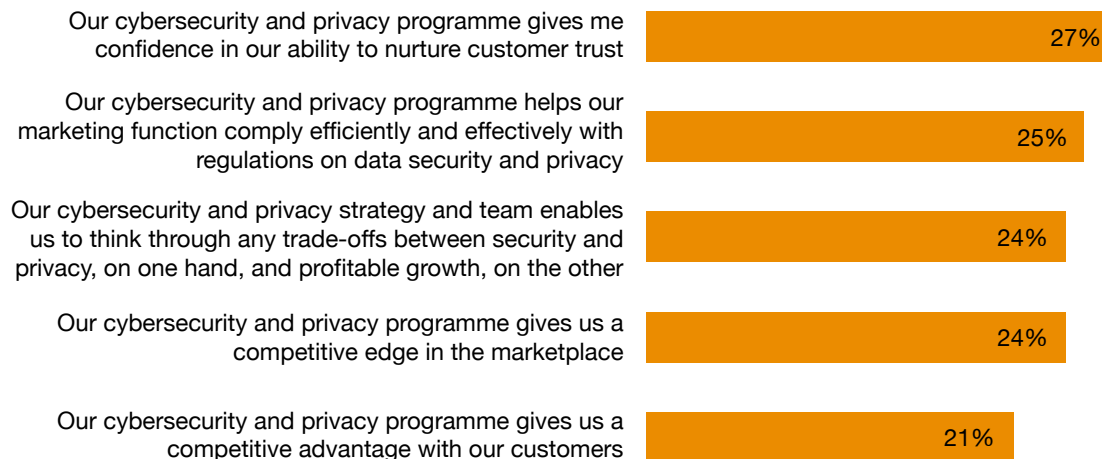 Our cybersecurity and privacy programme gives me
confidence in our ability to nurture customer trust
27%
Our cybersecurity and privacy programme helps our
marketing function comply efficiently and effectively with
regulations on data security and privacy
25%
Our cybersecurity and privacy strategy and team enables
us to think through any trade-offs between security and
privacy, on one hand, and profitable growth, on the other
24%
Our cybersecurity and privacy programme gives us a
competitive edge in the marketplace
24%
Our cybersecurity and privacy programme gives us a
competitive advantage with our customers
21%